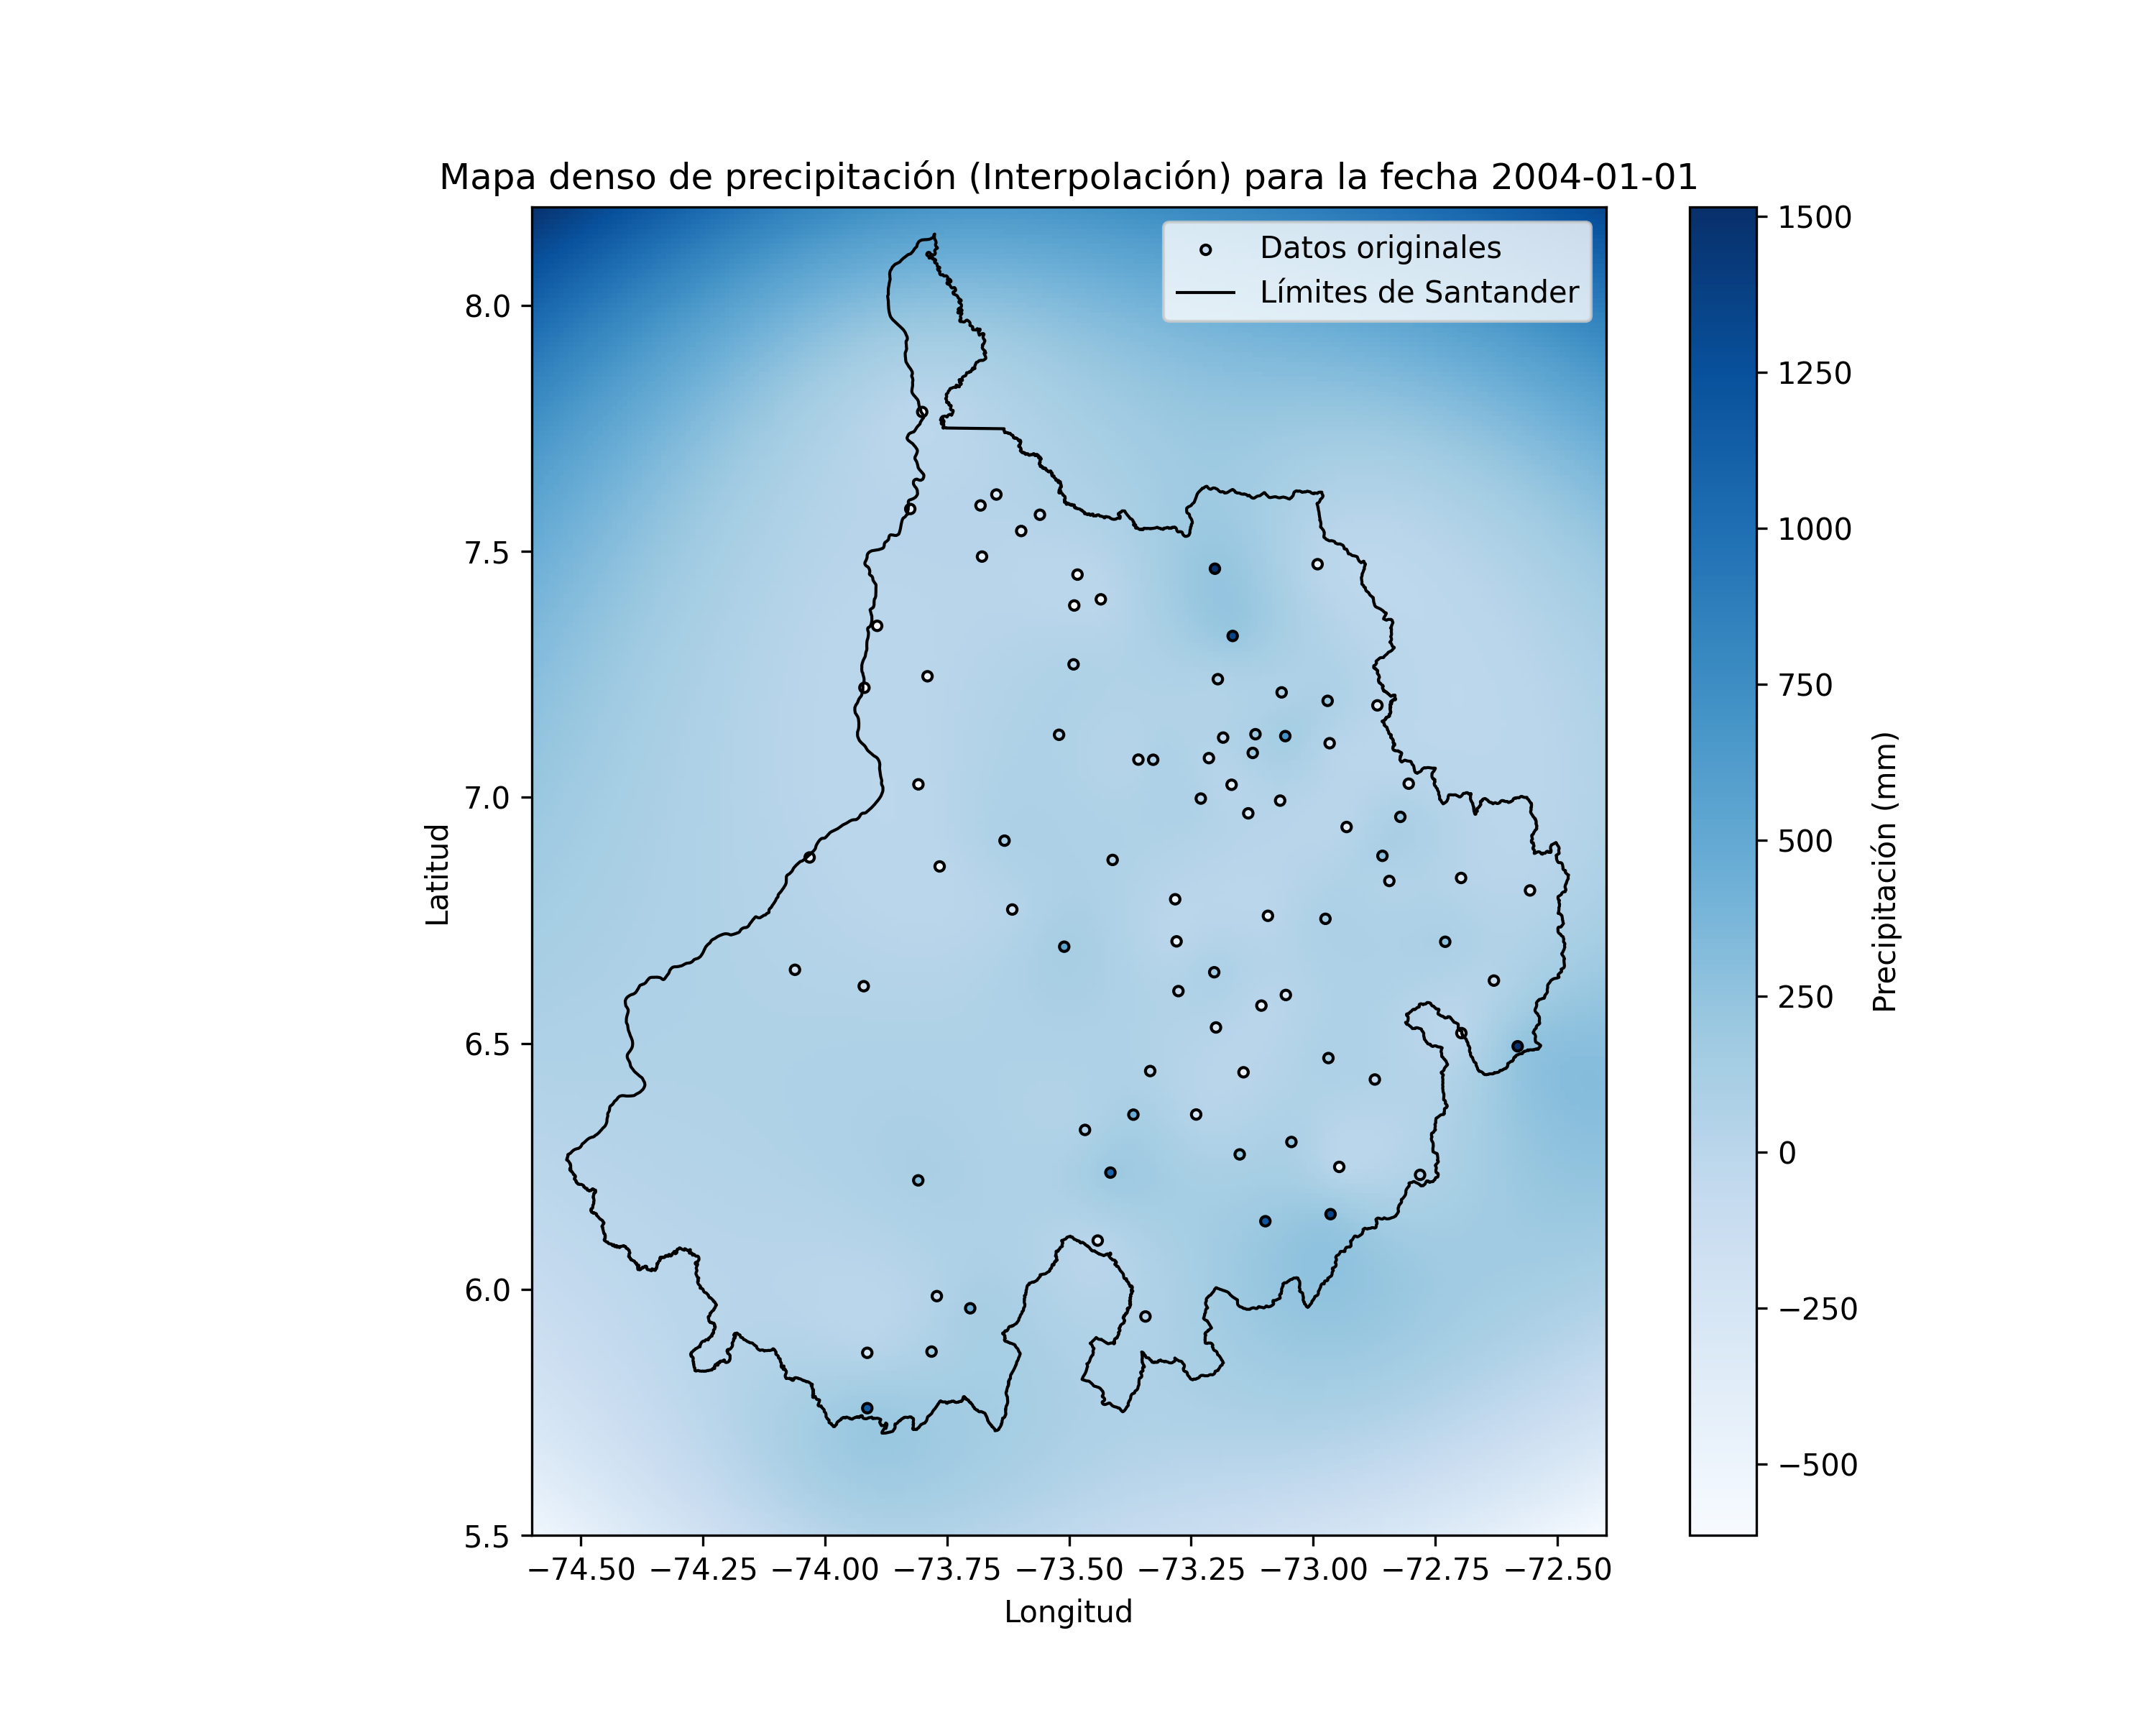 Mapa denso de precipitación (Interpolación) para la fecha 2004-01-01
Datos originales
Límites de Santander
8.0
7.5
7.0
6.5
6.0
5.5
Latitud
−74.50 −74.25 −74.00 −73.75 −73.50 −73.25 −73.00 −72.75 −72.50
Longitud
1500
1250
1000
750
500
250
0
−250
−500
Precipitación (mm)